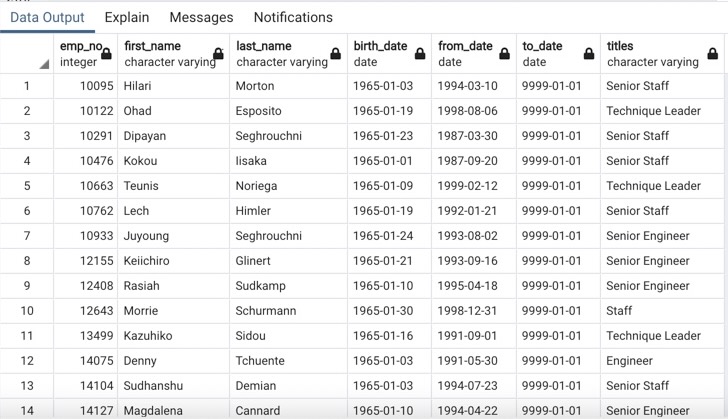 Data Output Explain Messages Notifications
emp_no first_name last_name birth_date from_date to_date titles
integer character varying character varying date date date character varying
1 10095 Hilari Morton 1965-01-03 1994-03-10 9999-01-01 Senior Staff
2 10122 Ohad Esposito 1965-01-19 1998-08-06 9999-01-01 Technique Leader
3 10291 Dipayan Seghrouchni 1965-01-23 1987-03-30 9999-01-01 Senior Staff
4 10476 Kokou Iisaka 1965-01-01 1987-09-20 9999-01-01 Senior Staff
5 10663 Teunis Noriega 1965-01-09 1999-02-12 9999-01-01 Technique Leader
6 10762 Lech Himler 1965-01-19 1992-01-21 9999-01-01 Senior Staff
7 10933 Juyoung Seghrouchni 1965-01-24 1993-08-02 9999-01-01 Senior Engineer
8 12155 Keiichiro Glinert 1965-01-21 1993-09-16 9999-01-01 Senior Engineer
9 12408 Rasiah Sudkamp 1965-01-10 1995-04-18 9999-01-01 Senior Engineer
10 12643 Morrie Schurmann 1965-01-30 1998-12-31 9999-01-01 Staff
11 13499 Kazuhiko Sidou 1965-01-16 1991-09-01 9999-01-01 Technique Leader
12 14075 Denny Tchuente 1965-01-03 1991-05-30 9999-01-01 Engineer
13 14104 Sudhanshu Demian 1965-01-03 1994-07-23 9999-01-01 Senior Staff
14 14127 Magdalena Cannard 1965-01-10 1994-04-22 9999-01-01 Senior Engineer